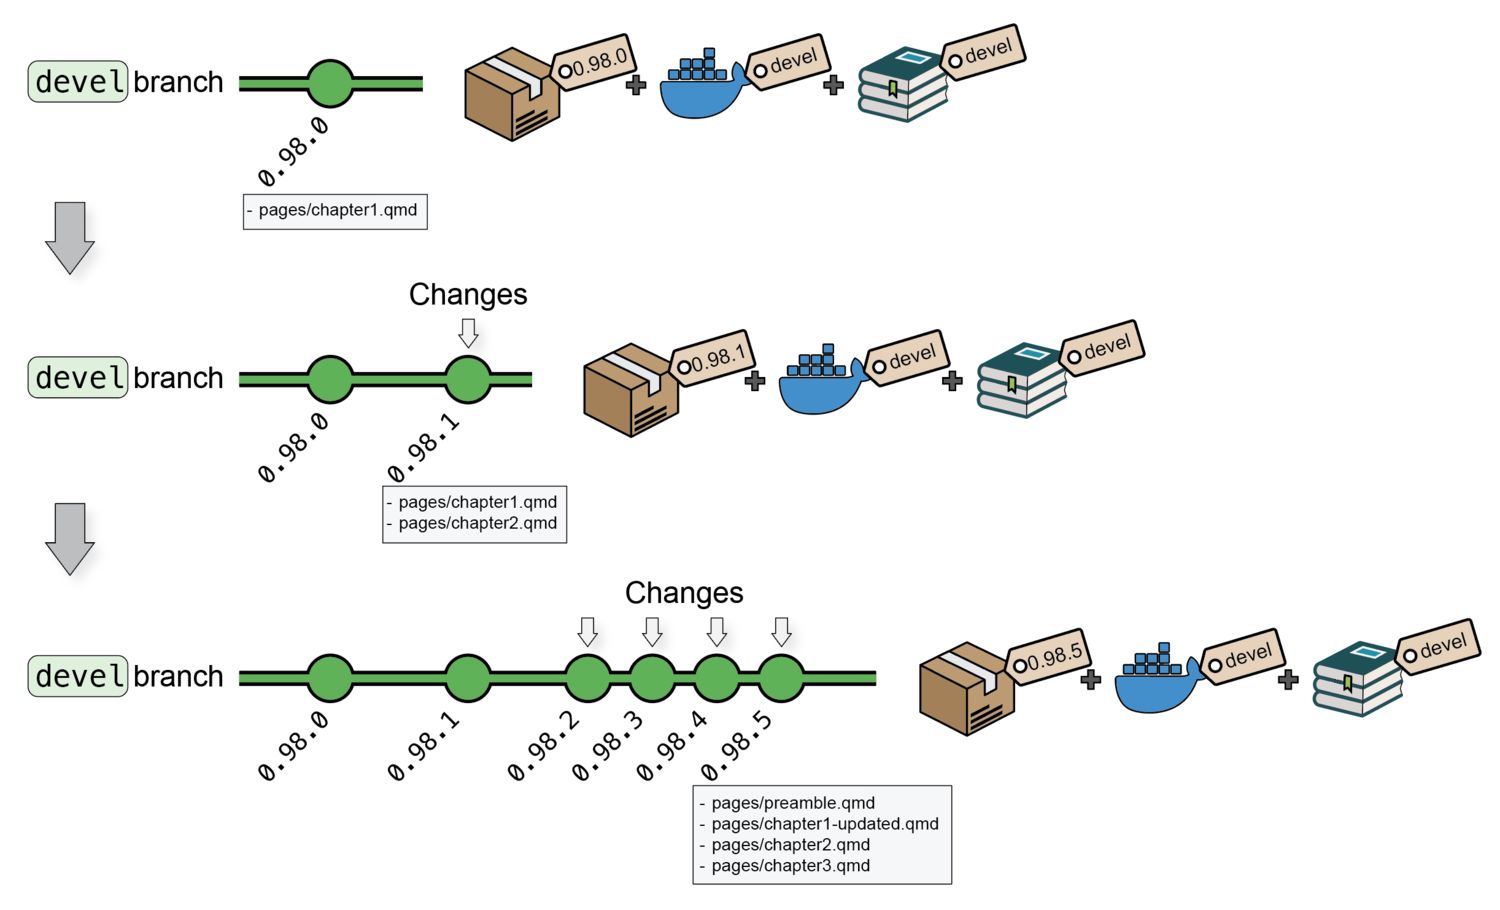 devel branch
0.98.0
0.98.0
devel
devel
- pages/chapter1.qmd
Changes
devel branch
0.98.0
0.98.1
0.98.1
devel
devel
- pages/chapter1.qmd
- pages/chapter2.qmd
Changes
devel branch
0.98.0
0.98.1
0.98.2
0.98.3
0.98.4
0.98.5
0.98.5
devel
devel
- pages/preamble.qmd
- pages/chapter1-updated.qmd
- pages/chapter2.qmd
- pages/chapter3.qmd